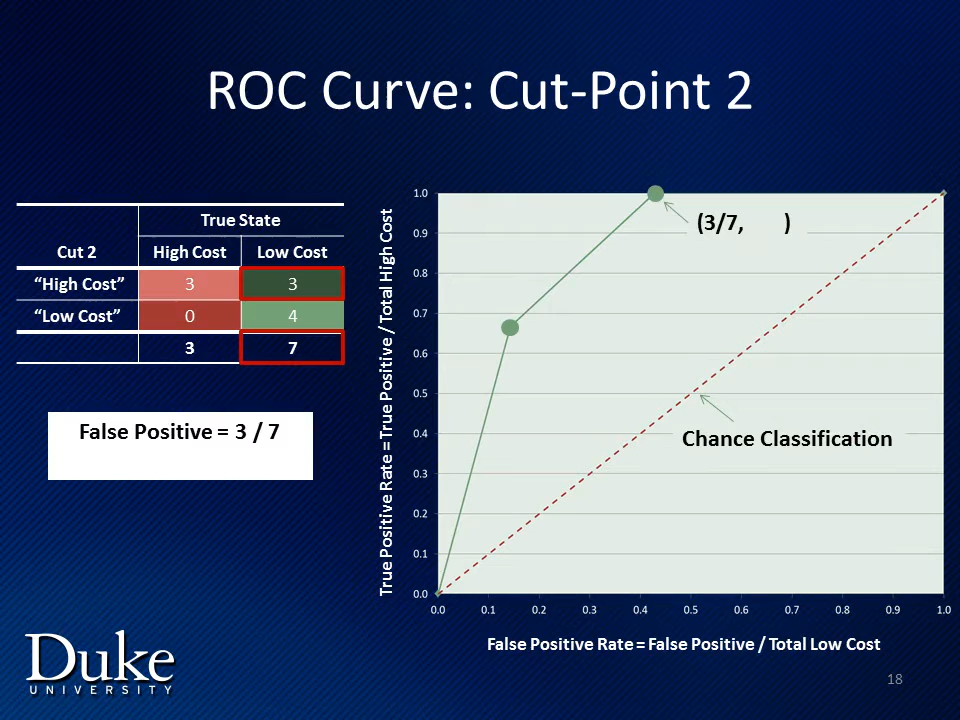 ROC Curve: Cut-Point 2
True State
Cut 2 High Cost Low Cost
“High Cost” 3 3
“Low Cost” 0 4
3 7
False Positive = 3 / 7
True Positive Rate = True Positive / Total High Cost
1.0
0.9
0.8
0.7
0.6
0.5
0.4
0.3
0.2
0.1
0.0
(3/7, )
Chance Classification
0.0 0.1 0.2 0.3 0.4 0.5 0.6 0.7 0.8 0.9 1.0
False Positive Rate = False Positive / Total Low Cost
Duke
UNIVERSITY
18